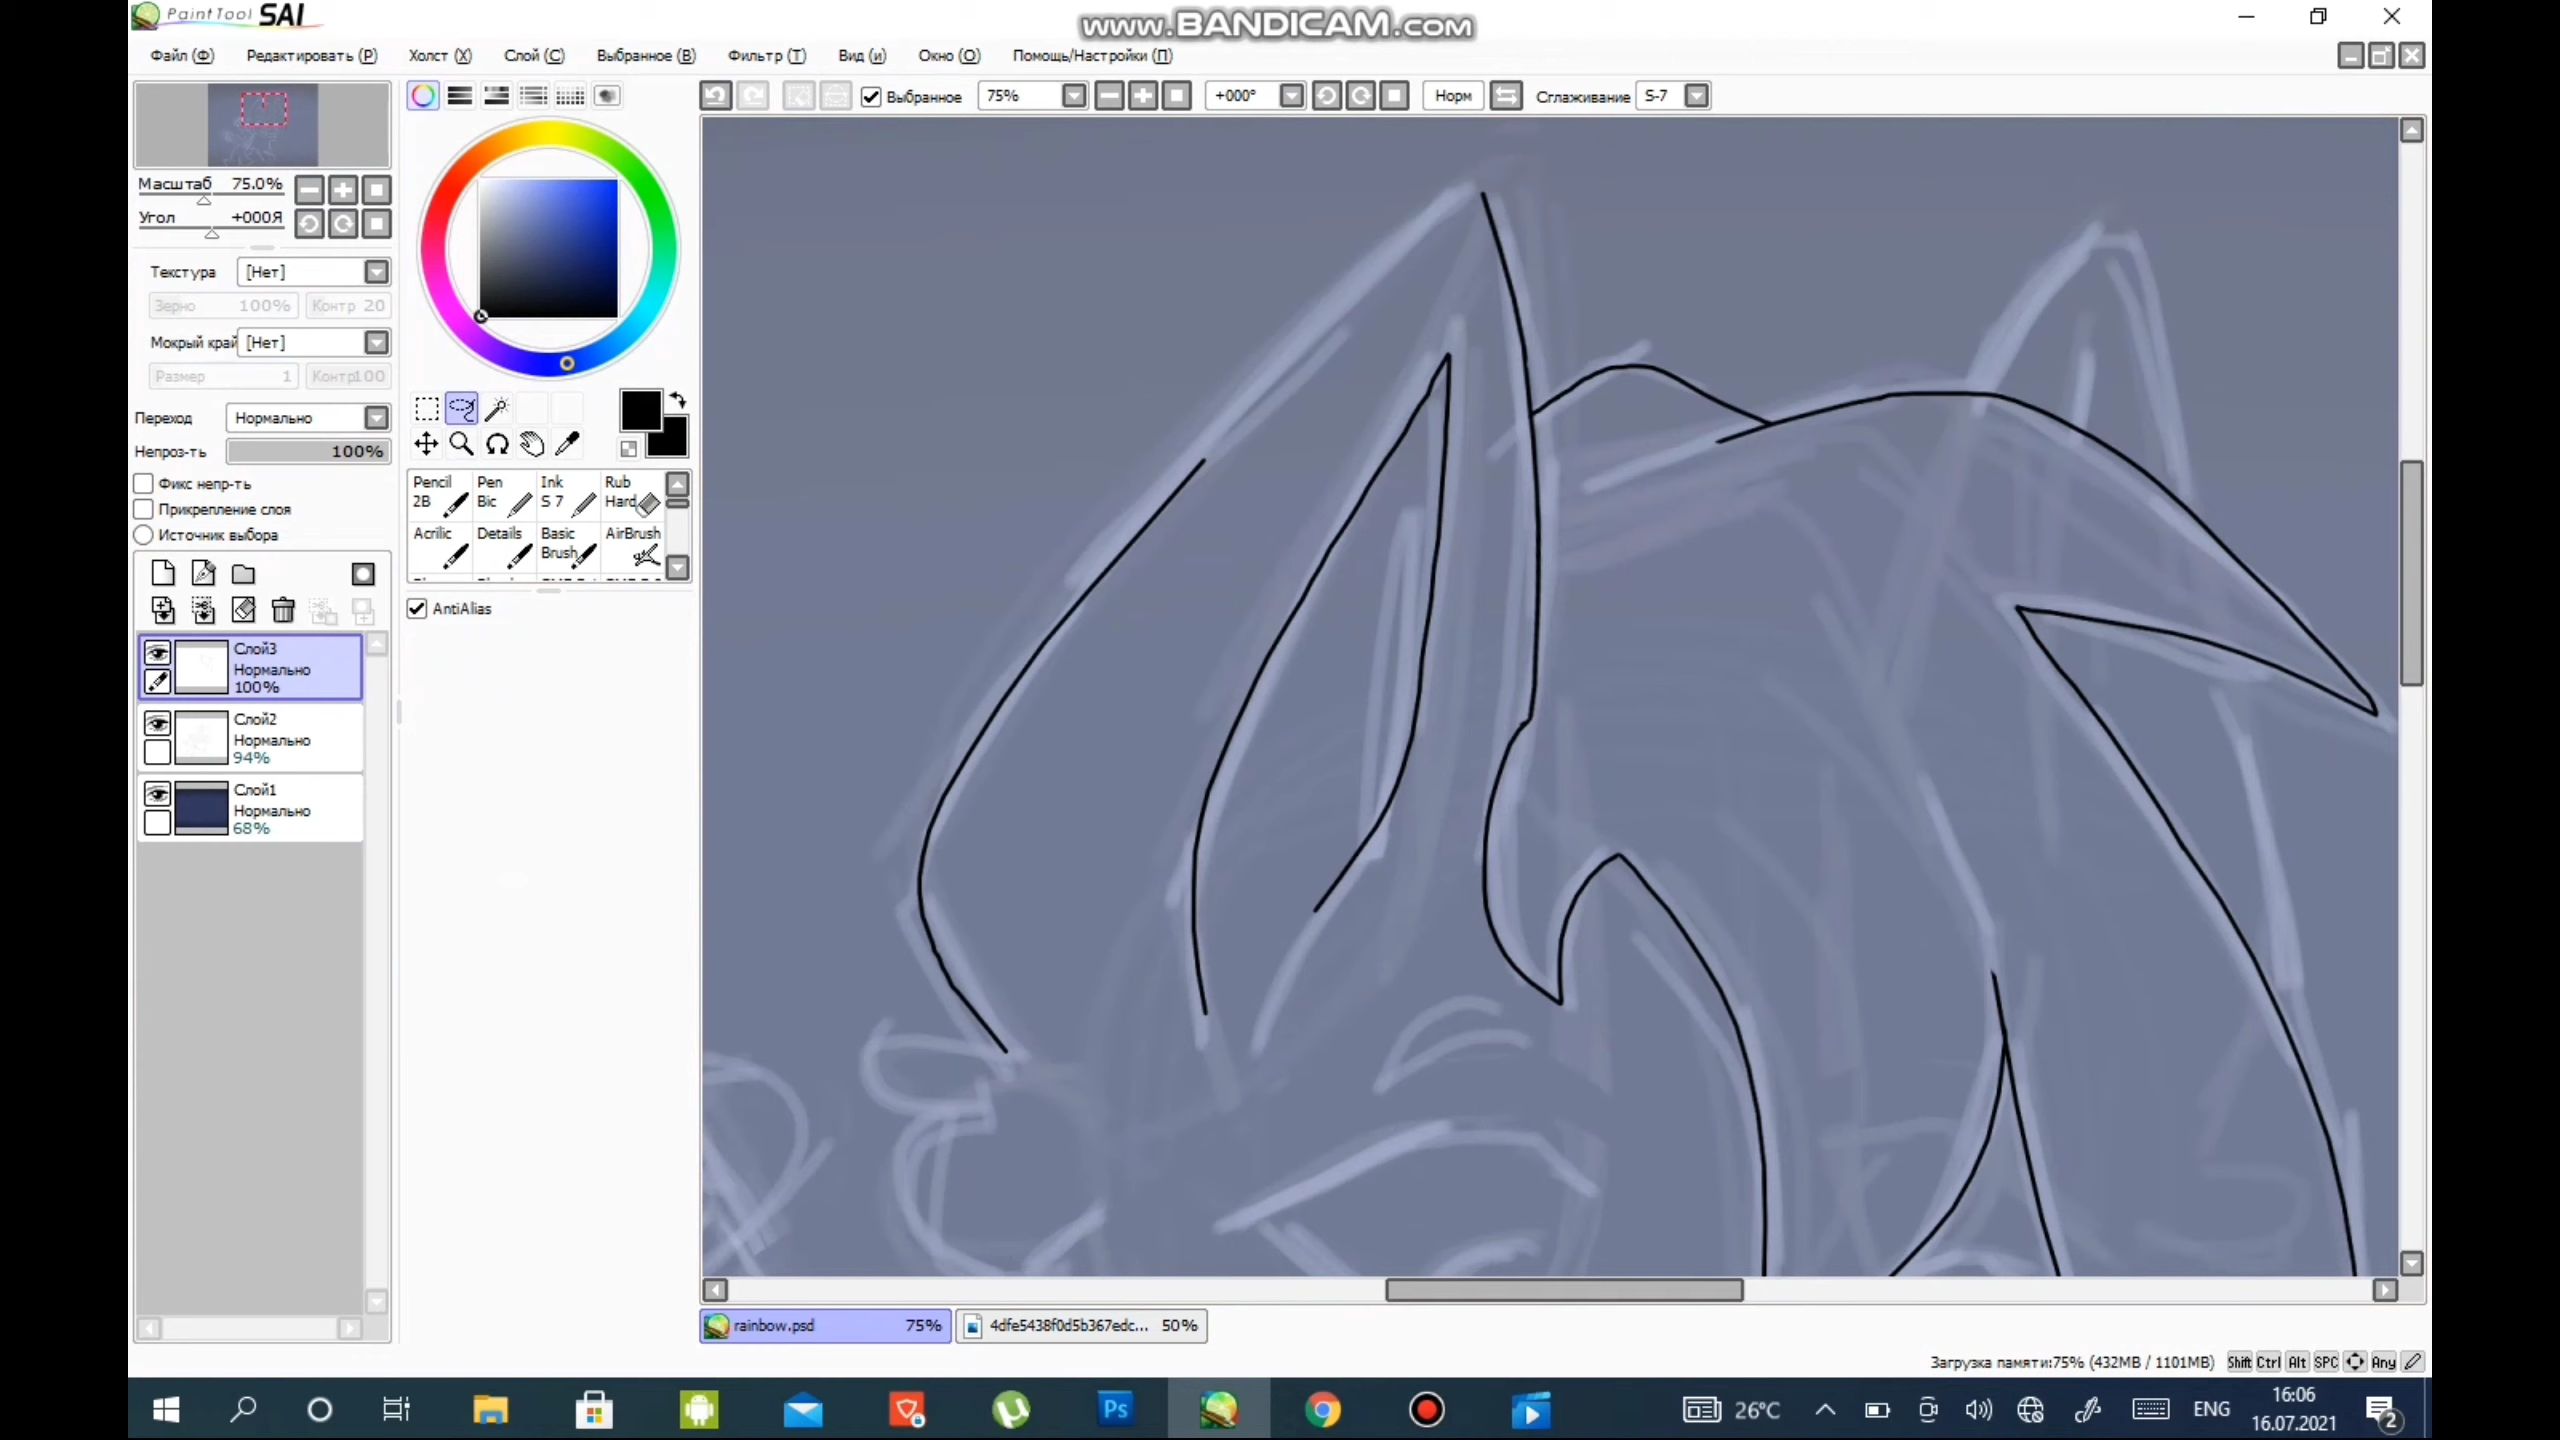 PaintTool SAI
www.BANDICAM.com
Файл (Ф) Редактировать (Р) Холст (Х) Слой (С) Выбранное (В) Фильтр (Т) Вид (и) Окно (О) Помощь/Настройки (П)
Выбранное 75% +000° Норм Сглаживание S-7
Масштаб 75.0%
Угол +000Я
Текстура [Нет]
Зерно 100% Контр 20
Мокрый край [Нет]
Размер 1 Контр100
Переход Нормально
Непроз-ть 100%
Фикс непр-ть
Прикрепление слоя
Источник выбора
Слой3
Нормально
100%
Слой2
Нормально
94%
Слой1
Нормально
68%
Pencil 2B
Pen Bic
Ink S 7
Rub Hard
Acrilic
Details
Basic Brush
AirBrush
AntiAlias
rainbow.psd 75%
4dfe5438f0d5b367edc... 50%
Загрузка памяти:75% (432MB / 1101MB) Shift Ctrl Alt SPC Any
Ps
26°C
ENG
16:06
16.07.2021
2